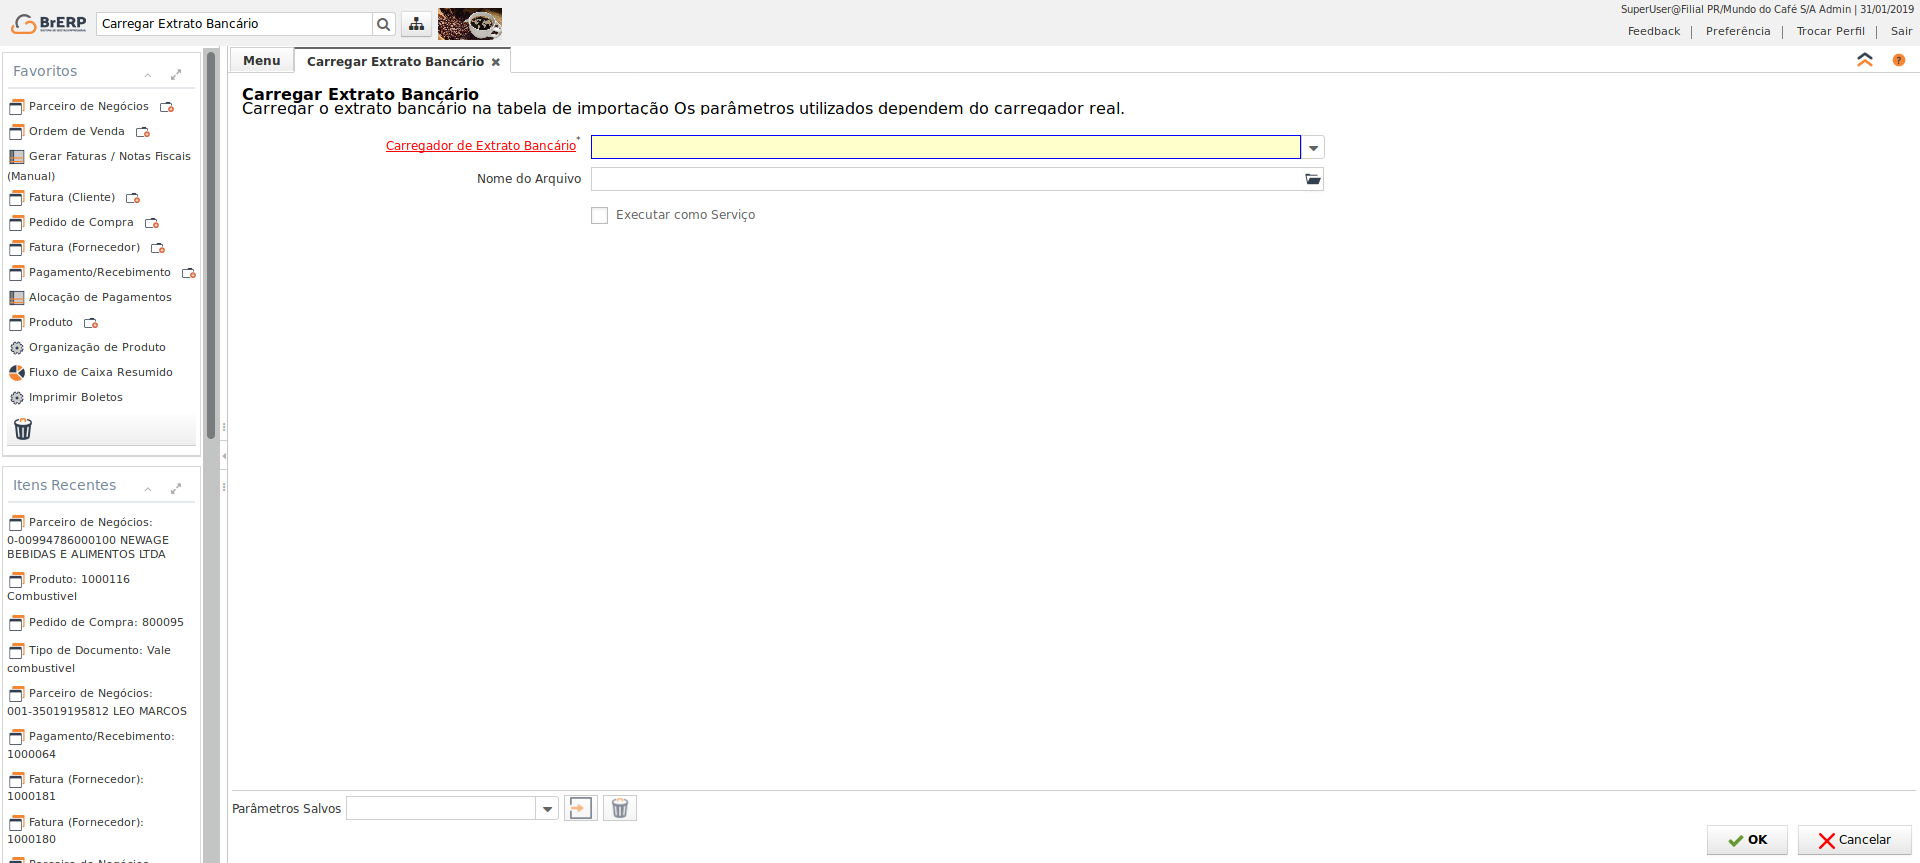 BrERP
Carregar Extrato Bancário
SuperUser@Filial PR/Mundo do Café S/A Admin | 31/01/2019
Feedback | Preferência | Trocar Perfil | Sair
Favoritos
Parceiro de Negócios
Ordem de Venda
Gerar Faturas / Notas Fiscais
(Manual)
Fatura (Cliente)
Pedido de Compra
Fatura (Fornecedor)
Pagamento/Recebimento
Alocação de Pagamentos
Produto
Organização de Produto
Fluxo de Caixa Resumido
Imprimir Boletos
Itens Recentes
Parceiro de Negócios:
0-00994786000100 NEWAGE
BEBIDAS E ALIMENTOS LTDA
Produto: 1000116
Combustivel
Pedido de Compra: 800095
Tipo de Documento: Vale
combustivel
Parceiro de Negócios:
001-35019195812 LEO MARCOS
Pagamento/Recebimento:
1000064
Fatura (Fornecedor):
1000181
Fatura (Fornecedor):
1000180
Parceiro de Negócios
Menu
Carregar Extrato Bancário
Carregar Extrato Bancário
Carregar o extrato bancário na tabela de importação Os parâmetros utilizados dependem do carregador real.
Carregador de Extrato Bancário*
Nome do Arquivo
Executar como Serviço
Parâmetros Salvos
OK
Cancelar